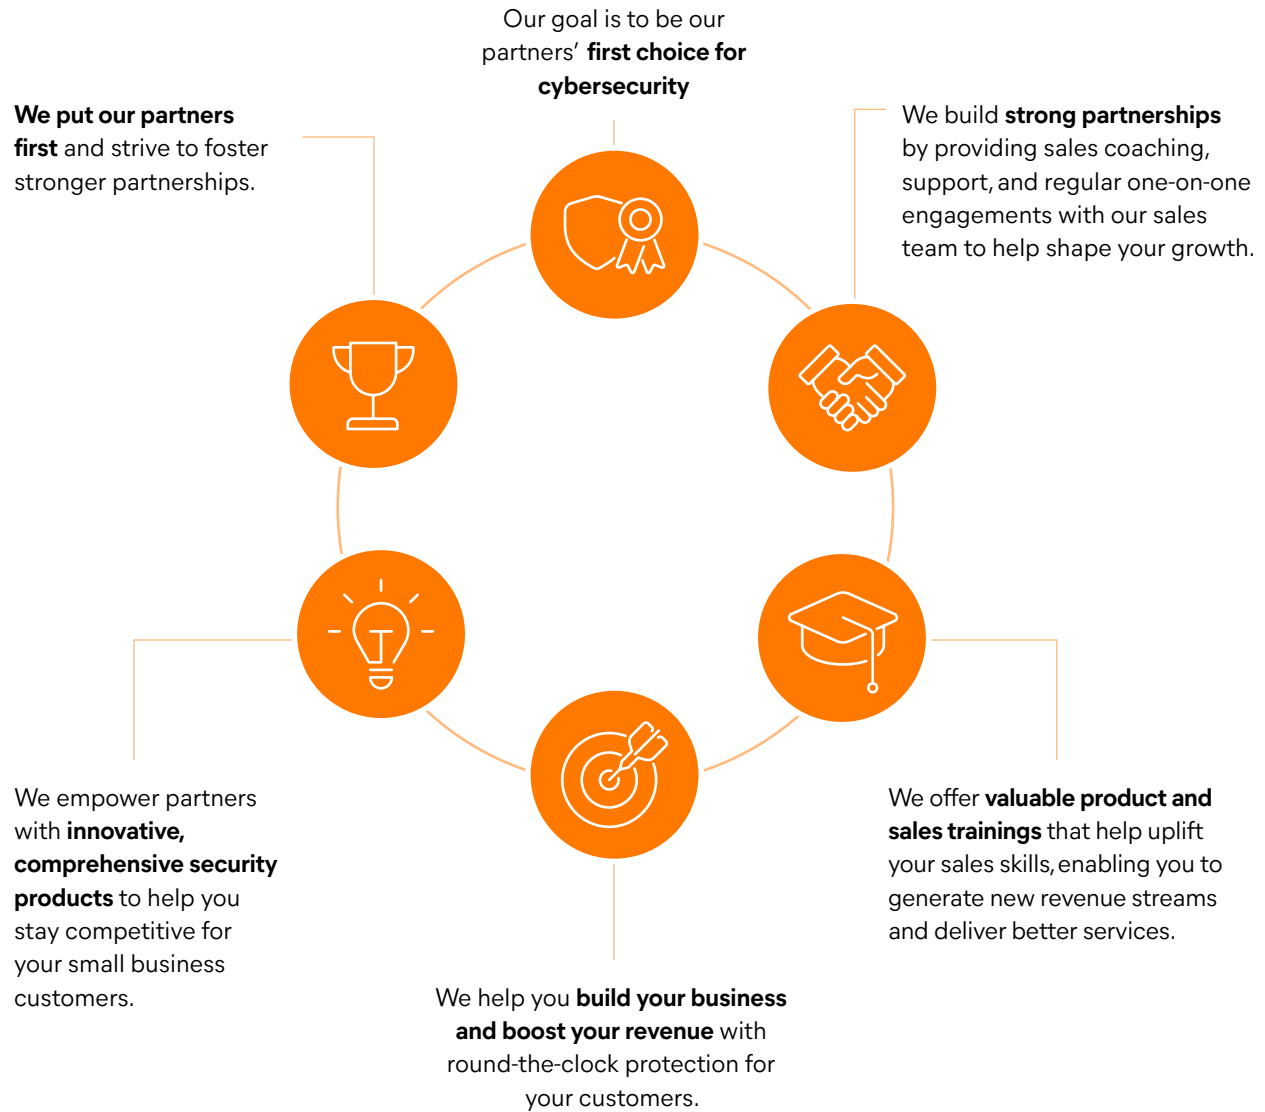 Our goal is to be our
partners’ first choice for
cybersecurity
We put our partners
first and strive to foster
stronger partnerships.
We build strong partnerships
by providing sales coaching,
support, and regular one-on-one
engagements with our sales
team to help shape your growth.
We empower partners
with innovative,
comprehensive security
products to help you
stay competitive for
your small business
customers.
We offer valuable product and
sales trainings that help uplift
your sales skills, enabling you to
generate new revenue streams
and deliver better services.
We help you build your business
and boost your revenue with
round-the-clock protection for
your customers.